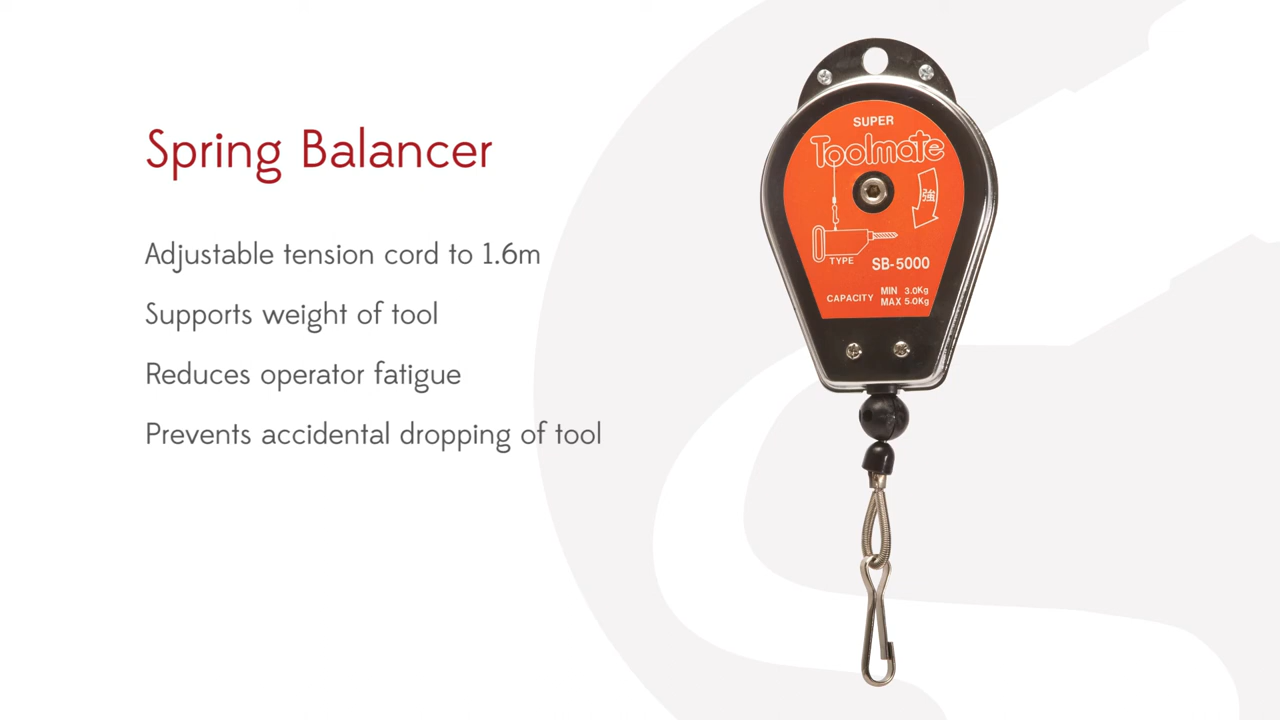 Spring Balancer
Adjustable tension cord to 1.6m
Supports weight of tool
Reduces operator fatigue
Prevents accidental dropping of tool
SUPER
Toolmate
強
TYPE SB-5000
CAPACITY MIN 3.0Kg
MAX 5.0Kg